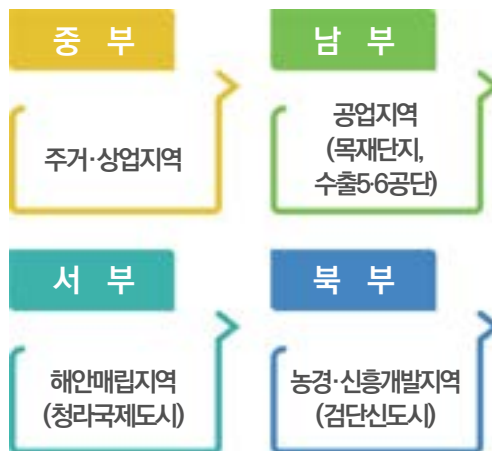 중 부
주거·상업지역
남 부
공업지역
(목재단지,
수출5·6공단)
서 부
해안매립지역
(청라국제도시)
북 부
농경·신흥개발지역
(검단신도시)